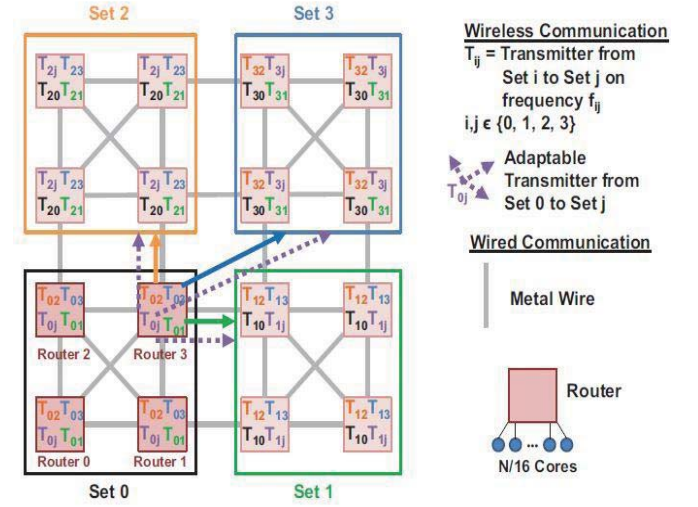 Set 2
Set 3
T2j T23 T2j T23 T32 T3j T32 T3j
T20 T21 T20 T21 T30 T31 T30 T31
T2j T23 T2j T23 T32 T3j T32 T3j
T20 T21 T20 T21 T30 T31 T30 T31
T02 T03 T02 T03 T12 T13 T12 T13
T0j T01 T0j T01 T10 T1j T10 T1j
Router 2 Router 3
T02 T03 T02 T03 T12 T13 T12 T13
T0j T01 T0j T01 T10 T1j T10 T1j
Router 0 Router 1
Set 0
Set 1
Wireless Communication
Tij = Transmitter from
Set i to Set j on
frequency fij
i,j ϵ {0, 1, 2, 3}
T0j
Adaptable
Transmitter from
Set 0 to Set j
Wired Communication
Metal Wire
Router
...
N/16 Cores